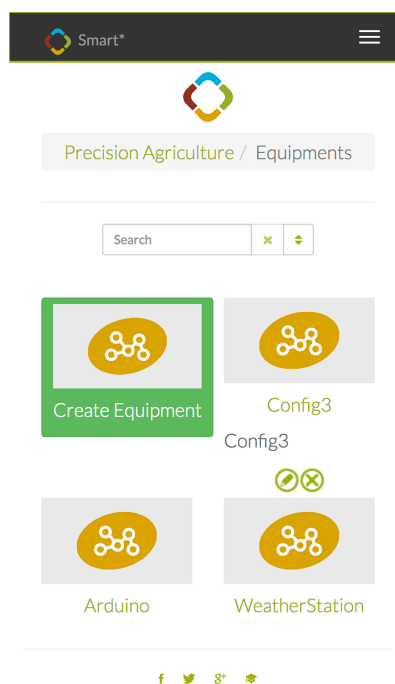 Smart*
Precision Agriculture / Equipments
Search
Create Equipment
Config3
Config3
Arduino
WeatherStation